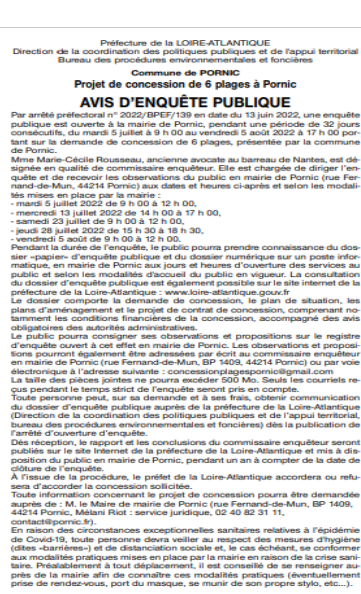 Préfecture de la LOIRE-ATLANTIQUE
Direction de la coordination des politiques publiques et de l'appui territorial
Bureau des procédures environnementales et foncières
Commune de PORNIC
Projet de concession de 6 plages à Pornic
AVIS D'ENQUÊTE PUBLIQUE
Par arrêté préfectoral n° 2022/BPEF/139 en date du 13 juin 2022, une enquête
publique est ouverte à la mairie de Pornic, pendant une période de 32 jours
consécutifs, du mardi 5 juillet à 9 h 00 au vendredi 5 août 2022 à 17 h 00 por-
tant sur la demande de concession de 6 plages, présentée par la commune
de Pornic.
Mme Marie-Cécile Rousseau, ancienne avocate au barreau de Nantes, est dé-
signée en qualité de commissaire enquêteur. Elle est chargée de diriger l'en-
quête et de recevoir les observations du public en mairie de Pornic (rue Fer-
nand-de-Mun, 44214 Pornic) aux dates et heures ci-après et selon les modali-
tés mises en place par la mairie :
- mardi 5 juillet 2022 de 9 h 00 à 12 h 00,
- mercredi 13 juillet 2022 de 14 h 00 à 17 h 00,
- samedi 23 juillet de 9 h 00 à 12 h 00,
- jeudi 28 juillet 2022 de 15 h 30 à 18 h 30,
- vendredi 5 août de 9 h 00 à 12 h 00.
Pendant la durée de l'enquête, le public pourra prendre connaissance du dos-
sier «papier» d'enquête publique et du dossier numérique sur un poste infor-
matique, en mairie de Pornic aux jours et heures d'ouverture des services au
public et selon les modalités d'accueil du public en vigueur. La consultation
du dossier d'enquête publique est également possible sur le site internet de la
préfecture de la Loire-Atlantique : www.loire-atlantique.gouv.fr
Le dossier comporte la demande de concession, le plan de situation, les
plans d'aménagement et le projet de contrat de concession, comprenant no-
tamment les conditions financières de la concession, accompagné des avis
obligatoires des autorités administratives.
Le public pourra consigner ses observations et propositions sur le registre
d'enquête ouvert à cet effet en mairie de Pornic. Les observations et proposi-
tions pourront également être adressées par écrit au commissaire enquêteur
en mairie de Pornic (rue Fernand-de-Mun, BP 1409, 44214 Pornic) ou par voie
électronique à l'adresse suivante : concessionplagespornic@gmail.com
La taille des pièces jointes ne pourra excéder 500 Mo. Seuls les courriels re-
çus pendant le temps strict de l'enquête seront pris en compte.
Toute personne peut, sur sa demande et à ses frais, obtenir communication
du dossier d'enquête publique auprès de la préfecture de la Loire-Atlantique
(Direction de la coordination des politiques publiques et de l'appui territorial,
bureau des procédures environnementales et foncières) dès la publication de
l'arrêté d'ouverture d'enquête.
Dès réception, le rapport et les conclusions du commissaire enquêteur seront
publiés sur le site Internet de la préfecture de la Loire-Atlantique et mis à dis-
position du public en mairie de Pornic, pendant un an à compter de la date de
clôture de l'enquête.
À l'issue de la procédure, le préfet de la Loire-Atlantique accordera ou refu-
sera d'accorder la concession sollicitée.
Toute information concernant le projet de concession pourra être demandée
auprès de : M. le Maire de mairie de Pornic (rue Fernand-de-Mun, BP 1409,
44214 Pornic, Mélani Riot : service juridique, 02 40 82 31 11,
contact@pornic.fr).
En raison des circonstances exceptionnelles sanitaires relatives à l'épidémie
de Covid-19, toute personne devra veiller au respect des mesures d'hygiène
(dites «barrières») et de distanciation sociale et, le cas échéant, se conformer
aux modalités pratiques mises en place par la mairie en raison de la crise sani-
taire. Préalablement à tout déplacement, il est conseillé de se renseigner au-
près de la mairie afin de connaître ces modalités pratiques (éventuellement
prise de rendez-vous, port du masque, se munir de son propre stylo, etc...).